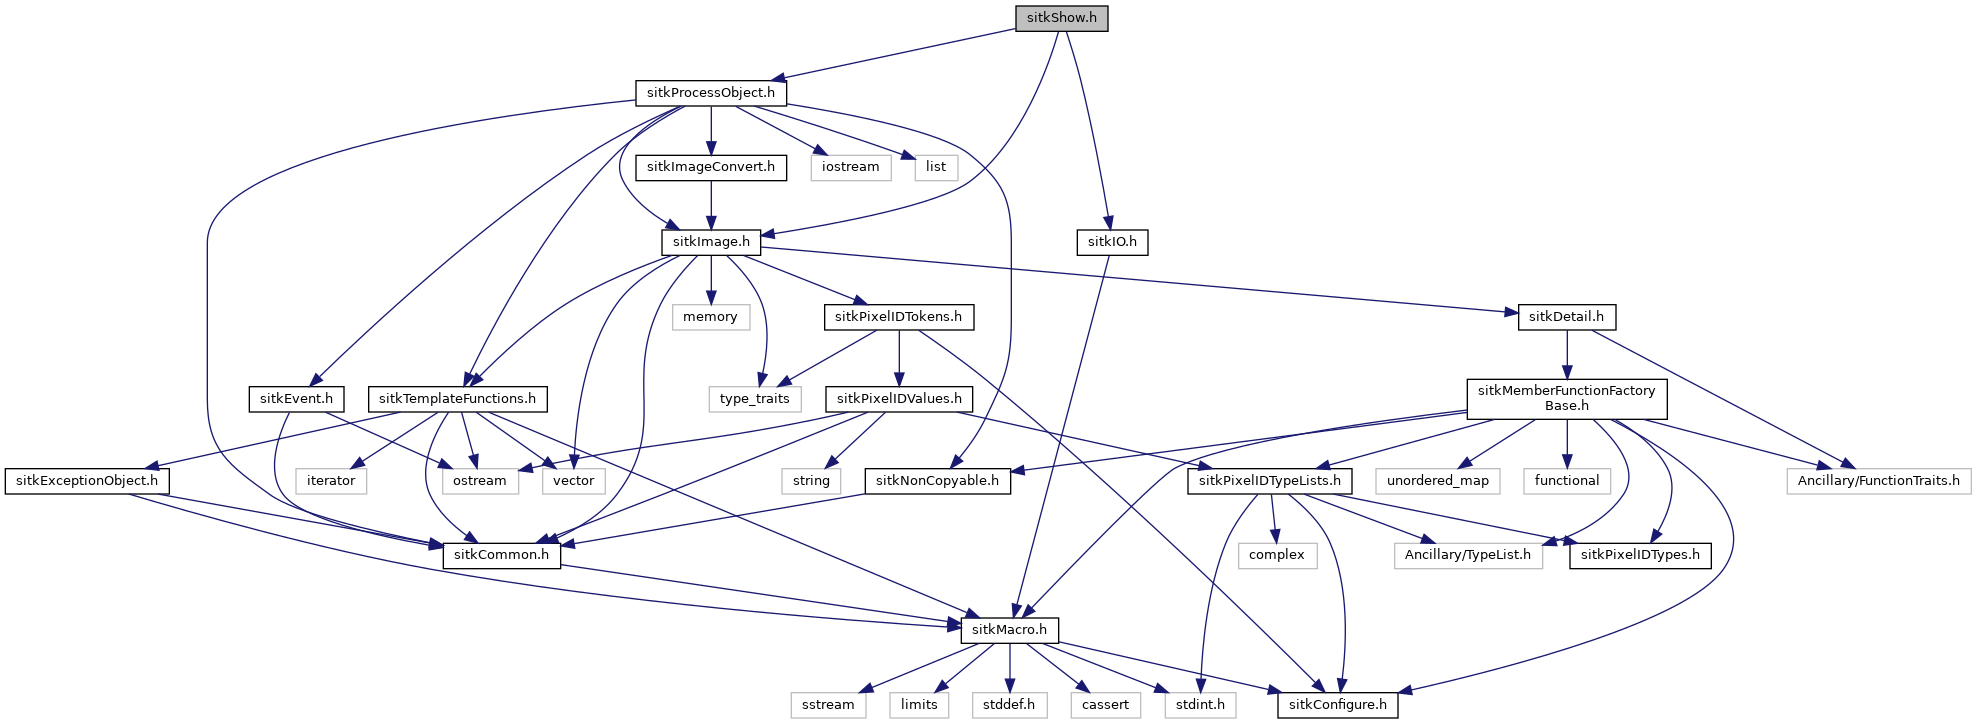 sitkShow.h
sitkProcessObject.h
sitkImageConvert.h
iostream
list
sitkImage.h
sitkIO.h
memory
sitkPixelIDTokens.h
sitkDetail.h
sitkEvent.h
sitkTemplateFunctions.h
type_traits
sitkPixelIDValues.h
sitkMemberFunctionFactory
Base.h
sitkExceptionObject.h
iterator
ostream
vector
string
sitkNonCopyable.h
sitkPixelIDTypeLists.h
unordered_map
functional
Ancillary/FunctionTraits.h
sitkCommon.h
complex
Ancillary/TypeList.h
sitkPixelIDTypes.h
sitkMacro.h
sstream
limits
stddef.h
cassert
stdint.h
sitkConfigure.h